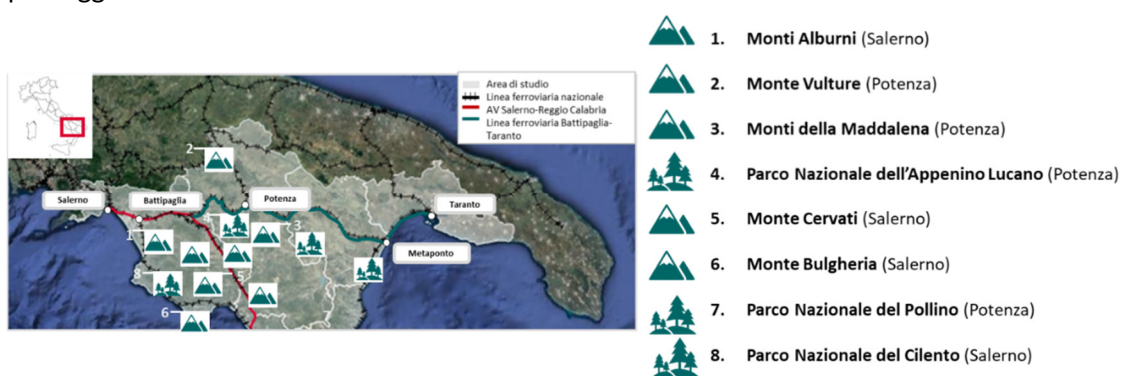 Area di studio
Linea ferroviaria nazionale
AV Salerno-Reggio Calabria
Linea ferroviaria Battipaglia-
Taranto
2
Salerno
Battipaglia
Potenza
Taranto
4
3
1
Metaponto
8
5
6
1. Monti Alburni (Salerno)
2. Monte Vulture (Potenza)
3. Monti della Maddalena (Potenza)
4. Parco Nazionale dell'Appenino Lucano (Potenza)
5. Monte Cervati (Salerno)
6. Monte Bulgheria (Salerno)
7. Parco Nazionale del Pollino (Potenza)
8. Parco Nazionale del Cilento (Salerno)